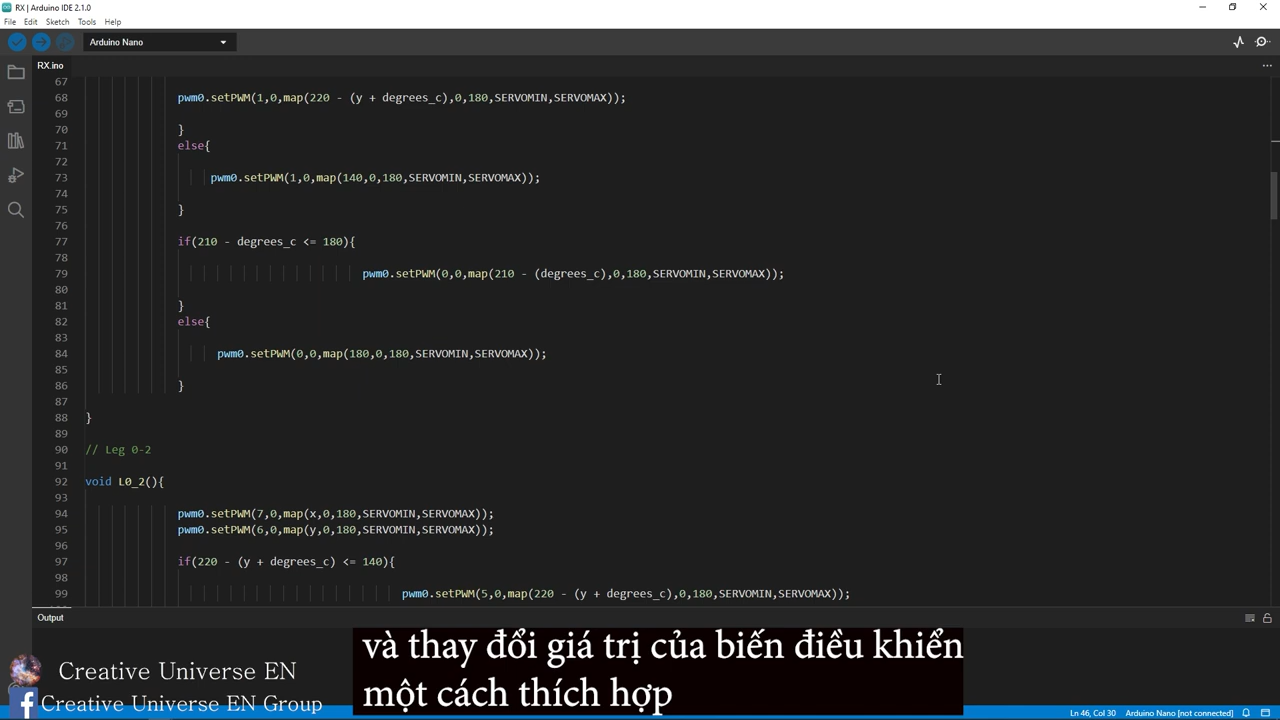 RX | Arduino IDE 2.1.0
File Edit Sketch Tools Help
Arduino Nano
RX.ino
67
68 pwm0.setPWM(1,0,map(220 - (y + degrees_c),0,180,SERVOMIN,SERVOMAX));
69
70 }
71 else{
72
73 pwm0.setPWM(1,0,map(140,0,180,SERVOMIN,SERVOMAX));
74
75 }
76
77 if(210 - degrees_c <= 180){
78
79 pwm0.setPWM(0,0,map(210 - (degrees_c),0,180,SERVOMIN,SERVOMAX));
80
81 }
82 else{
83
84 pwm0.setPWM(0,0,map(180,0,180,SERVOMIN,SERVOMAX));
85
86 }
87
88 }
89
90 // Leg 0-2
91
92 void L0_2(){
93
94 pwm0.setPWM(7,0,map(x,0,180,SERVOMIN,SERVOMAX));
95 pwm0.setPWM(6,0,map(y,0,180,SERVOMIN,SERVOMAX));
96
97 if(220 - (y + degrees_c) <= 140){
98
99 pwm0.setPWM(5,0,map(220 - (y + degrees_c),0,180,SERVOMIN,SERVOMAX));
Output
và thay đổi giá trị của biến điều khiển
một cách thích hợp
Creative Universe EN
Creative Universe EN Group
Ln 46, Col 30 Arduino Nano [not connected]